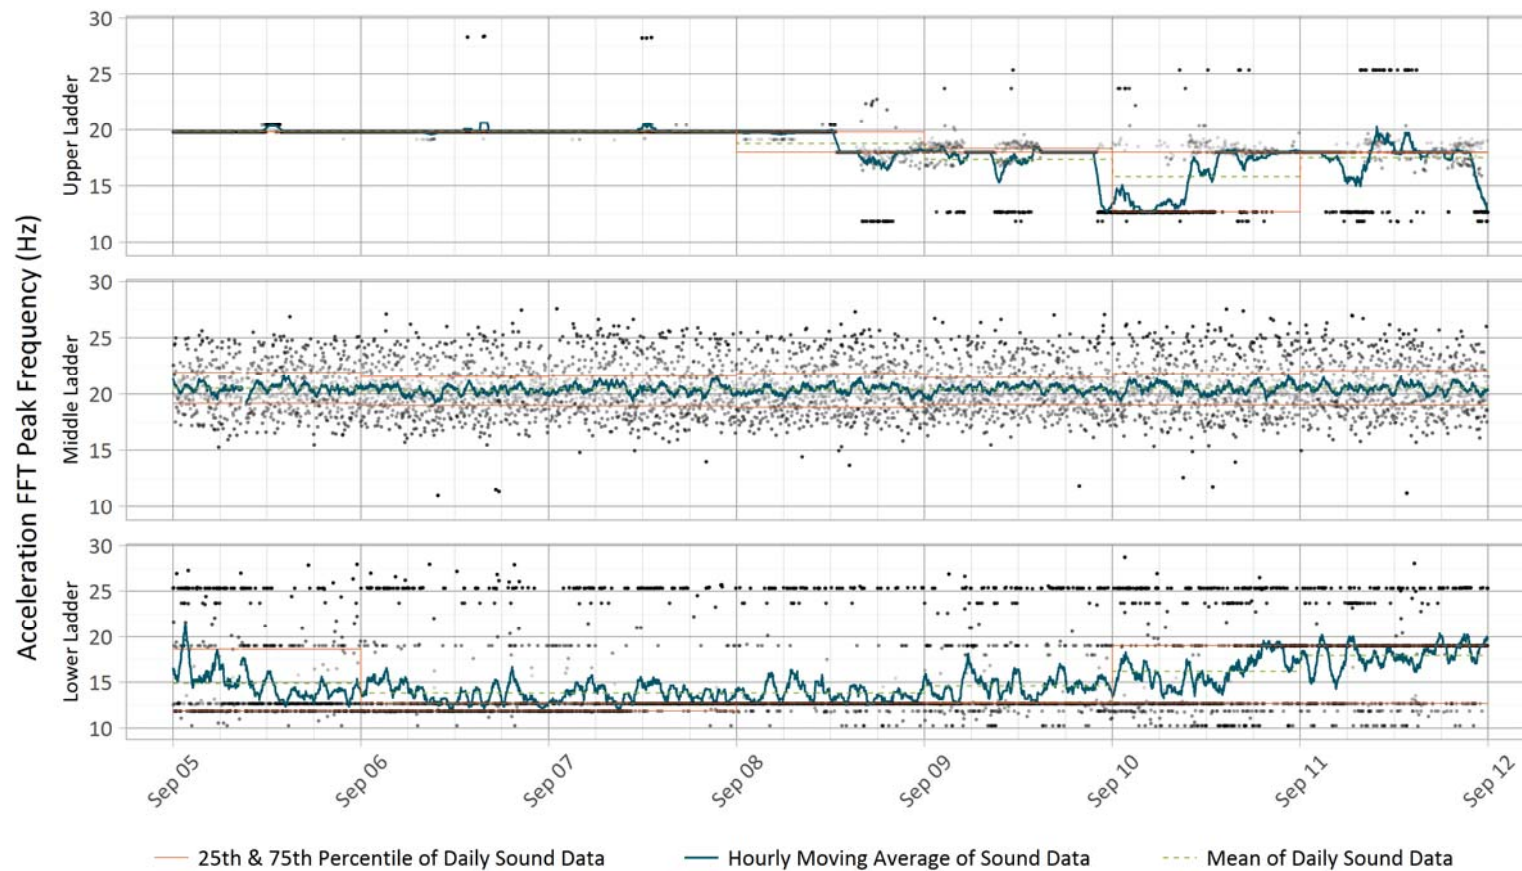 Acceleration FFT Peak Frequency (Hz)
Upper Ladder
30
25
20
15
10
Middle Ladder
30
25
20
15
10
Lower Ladder
30
25
20
15
10
Sep 05
Sep 06
Sep 07
Sep 08
Sep 09
Sep 10
Sep 11
Sep 12
25th & 75th Percentile of Daily Sound Data
Hourly Moving Average of Sound Data
Mean of Daily Sound Data